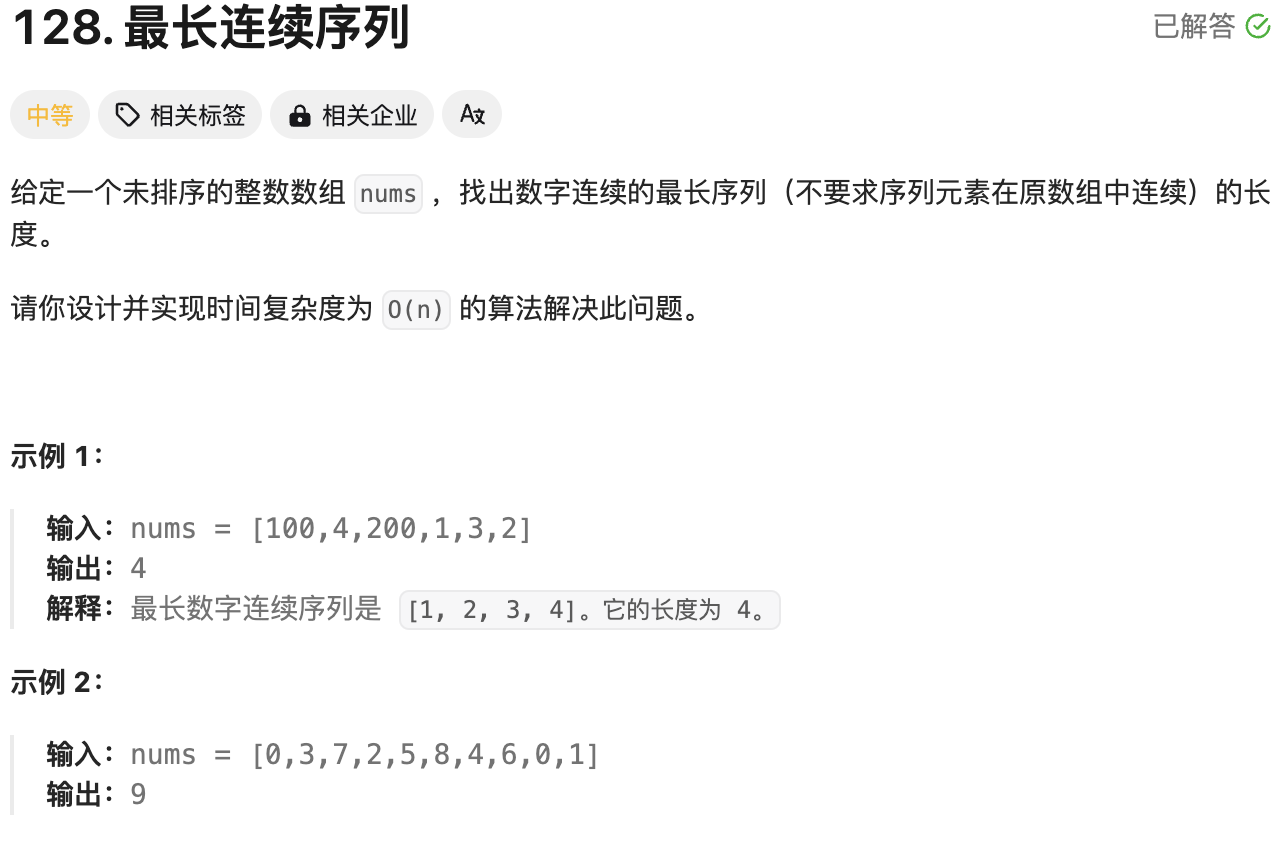 128. 最长连续序列
已解答
中等 相关标签 相关企业 A文
给定一个未排序的整数数组 nums ，找出数字连续的最长序列（不要求序列元素在原数组中连续）的长
度。
请你设计并实现时间复杂度为 O(n) 的算法解决此问题。
示例 1：
输入：nums = [100,4,200,1,3,2]
输出：4
解释：最长数字连续序列是 [1, 2, 3, 4]。它的长度为 4。
示例 2：
输入：nums = [0,3,7,2,5,8,4,6,0,1]
输出：9